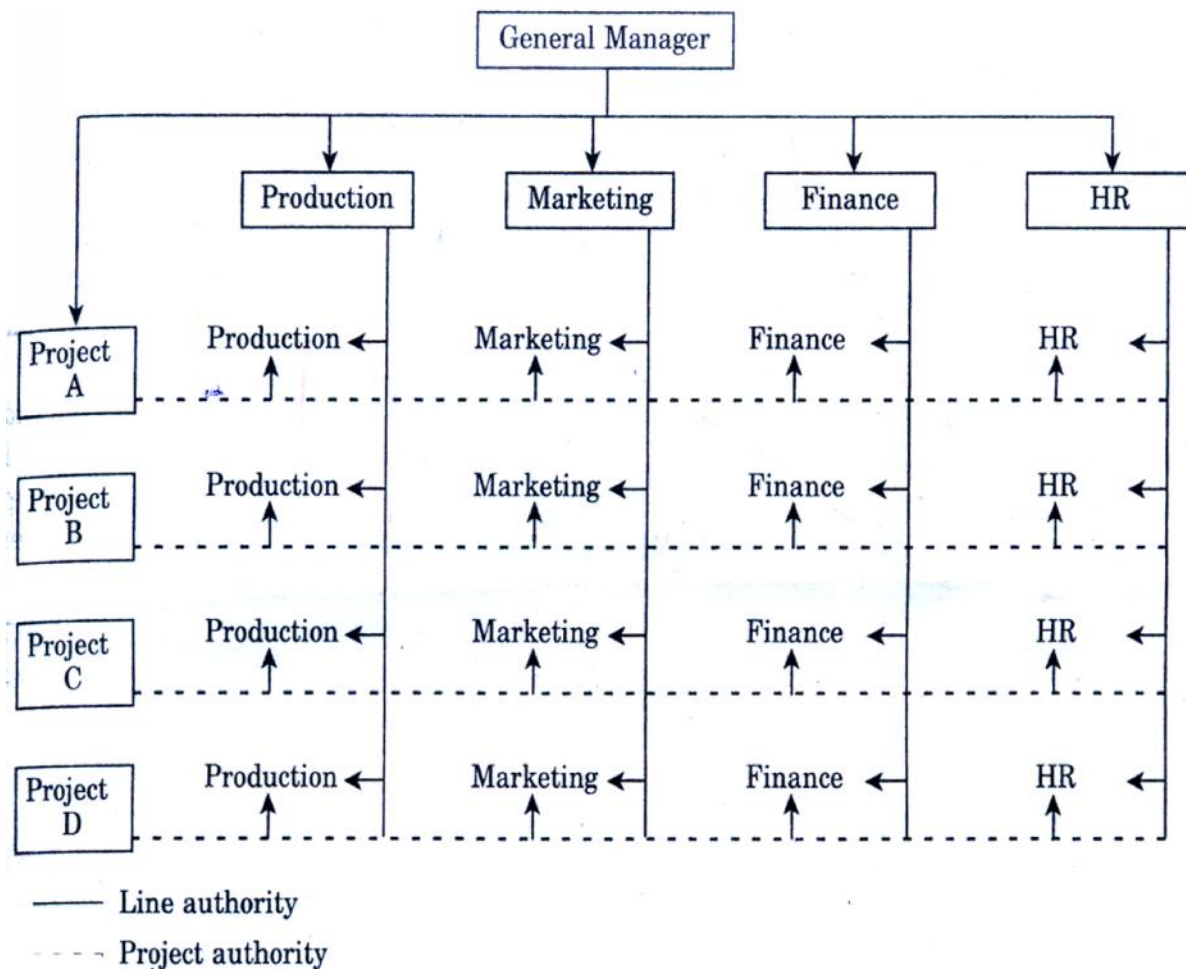 General Manager
Production
Marketing
Finance
HR
Project
A
Production
Marketing
Finance
HR
Project
B
Production
Marketing
Finance
HR
Project
C
Production
Marketing
Finance
HR
Project
D
Production
Marketing
Finance
HR
Line authority
Project authority